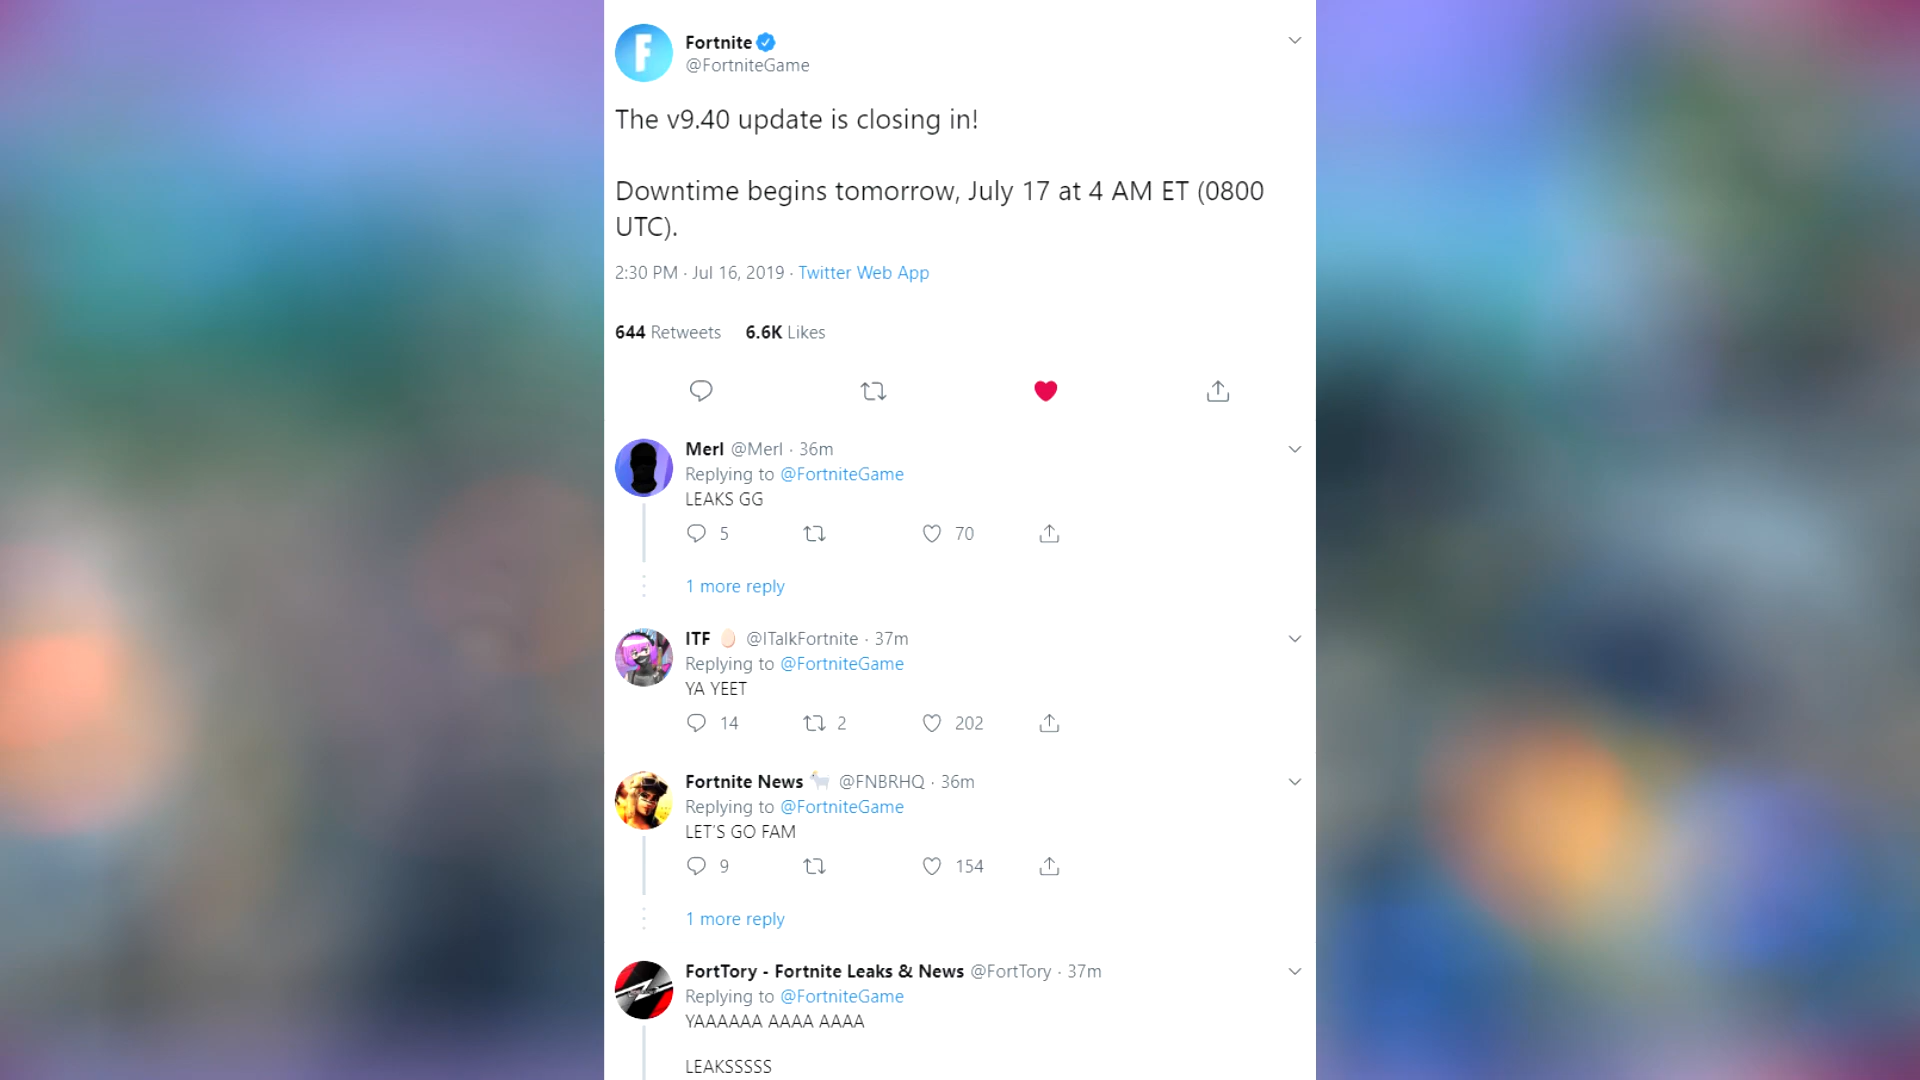 Fortnite
@FortniteGame
The v9.40 update is closing in!
Downtime begins tomorrow, July 17 at 4 AM ET (0800
UTC).
2:30 PM · Jul 16, 2019 · Twitter Web App
644 Retweets 6.6K Likes
Merl @Merl · 36m
Replying to @FortniteGame
LEAKS GG
5 70
1 more reply
ITF 🥚 @ITalkFortnite · 37m
Replying to @FortniteGame
YA YEET
14 2 202
Fortnite News 🐐 @FNBRHQ · 36m
Replying to @FortniteGame
LET'S GO FAM
9 154
1 more reply
FortTory - Fortnite Leaks & News @FortTory · 37m
Replying to @FortniteGame
YAAAAAA AAAA AAAA
LEAKSSSSS